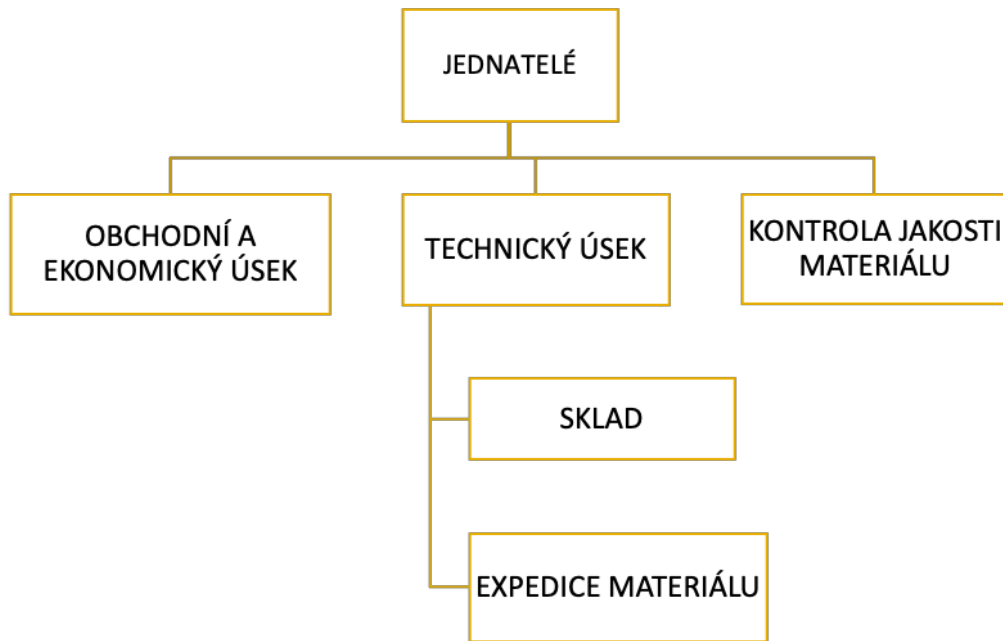 JEDNATELÉ
OBCHODNÍ A
EKONOMICKÝ ÚSEK
TECHNICKÝ ÚSEK
KONTROLA JAKOSTI
MATERIÁLU
SKLAD
EXPEDICE MATERIÁLU